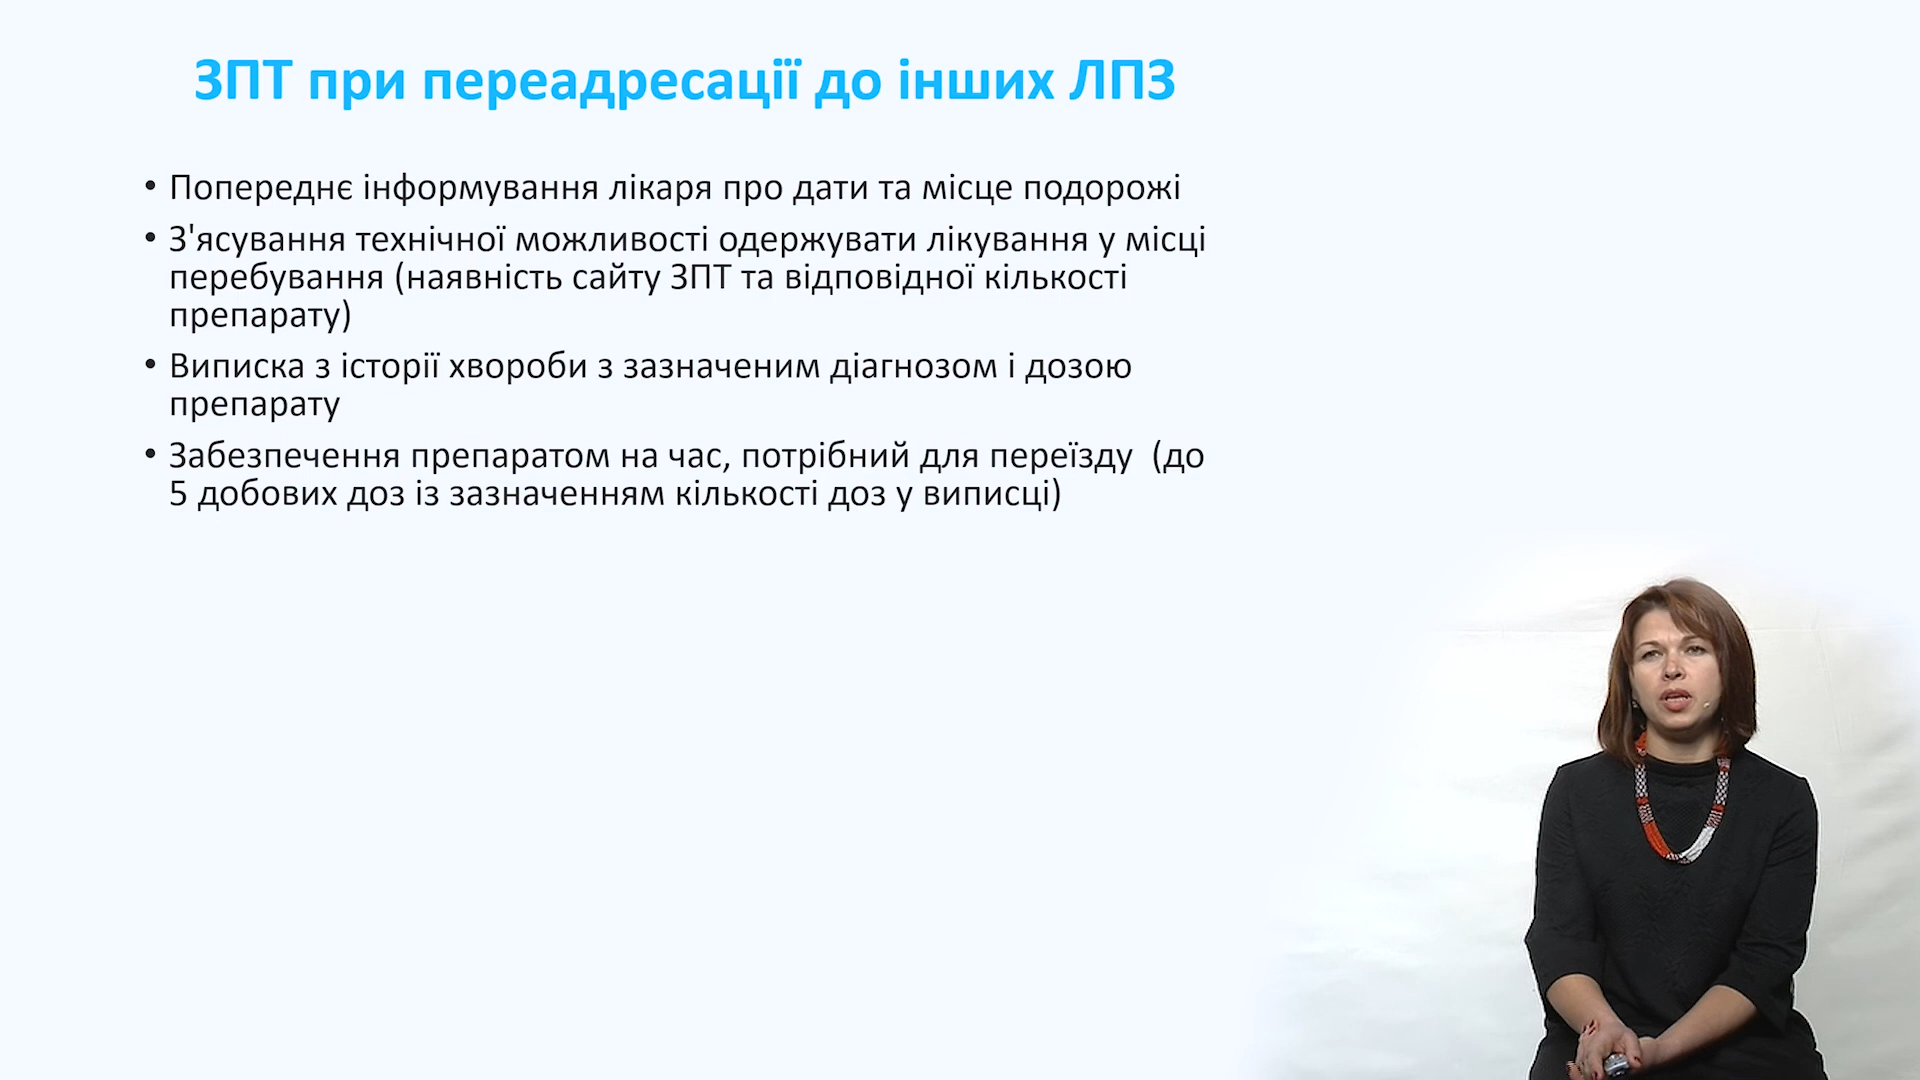 ЗПТ при переадресації до інших ЛПЗ
• Попереднє інформування лікаря про дати та місце подорожі
• З'ясування технічної можливості одержувати лікування у місці
перебування (наявність сайту ЗПТ та відповідної кількості
препарату)
• Виписка з історії хвороби з зазначеним діагнозом і дозою
препарату
• Забезпечення препаратом на час, потрібний для переїзду  (до
5 добових доз із зазначенням кількості доз у виписці)